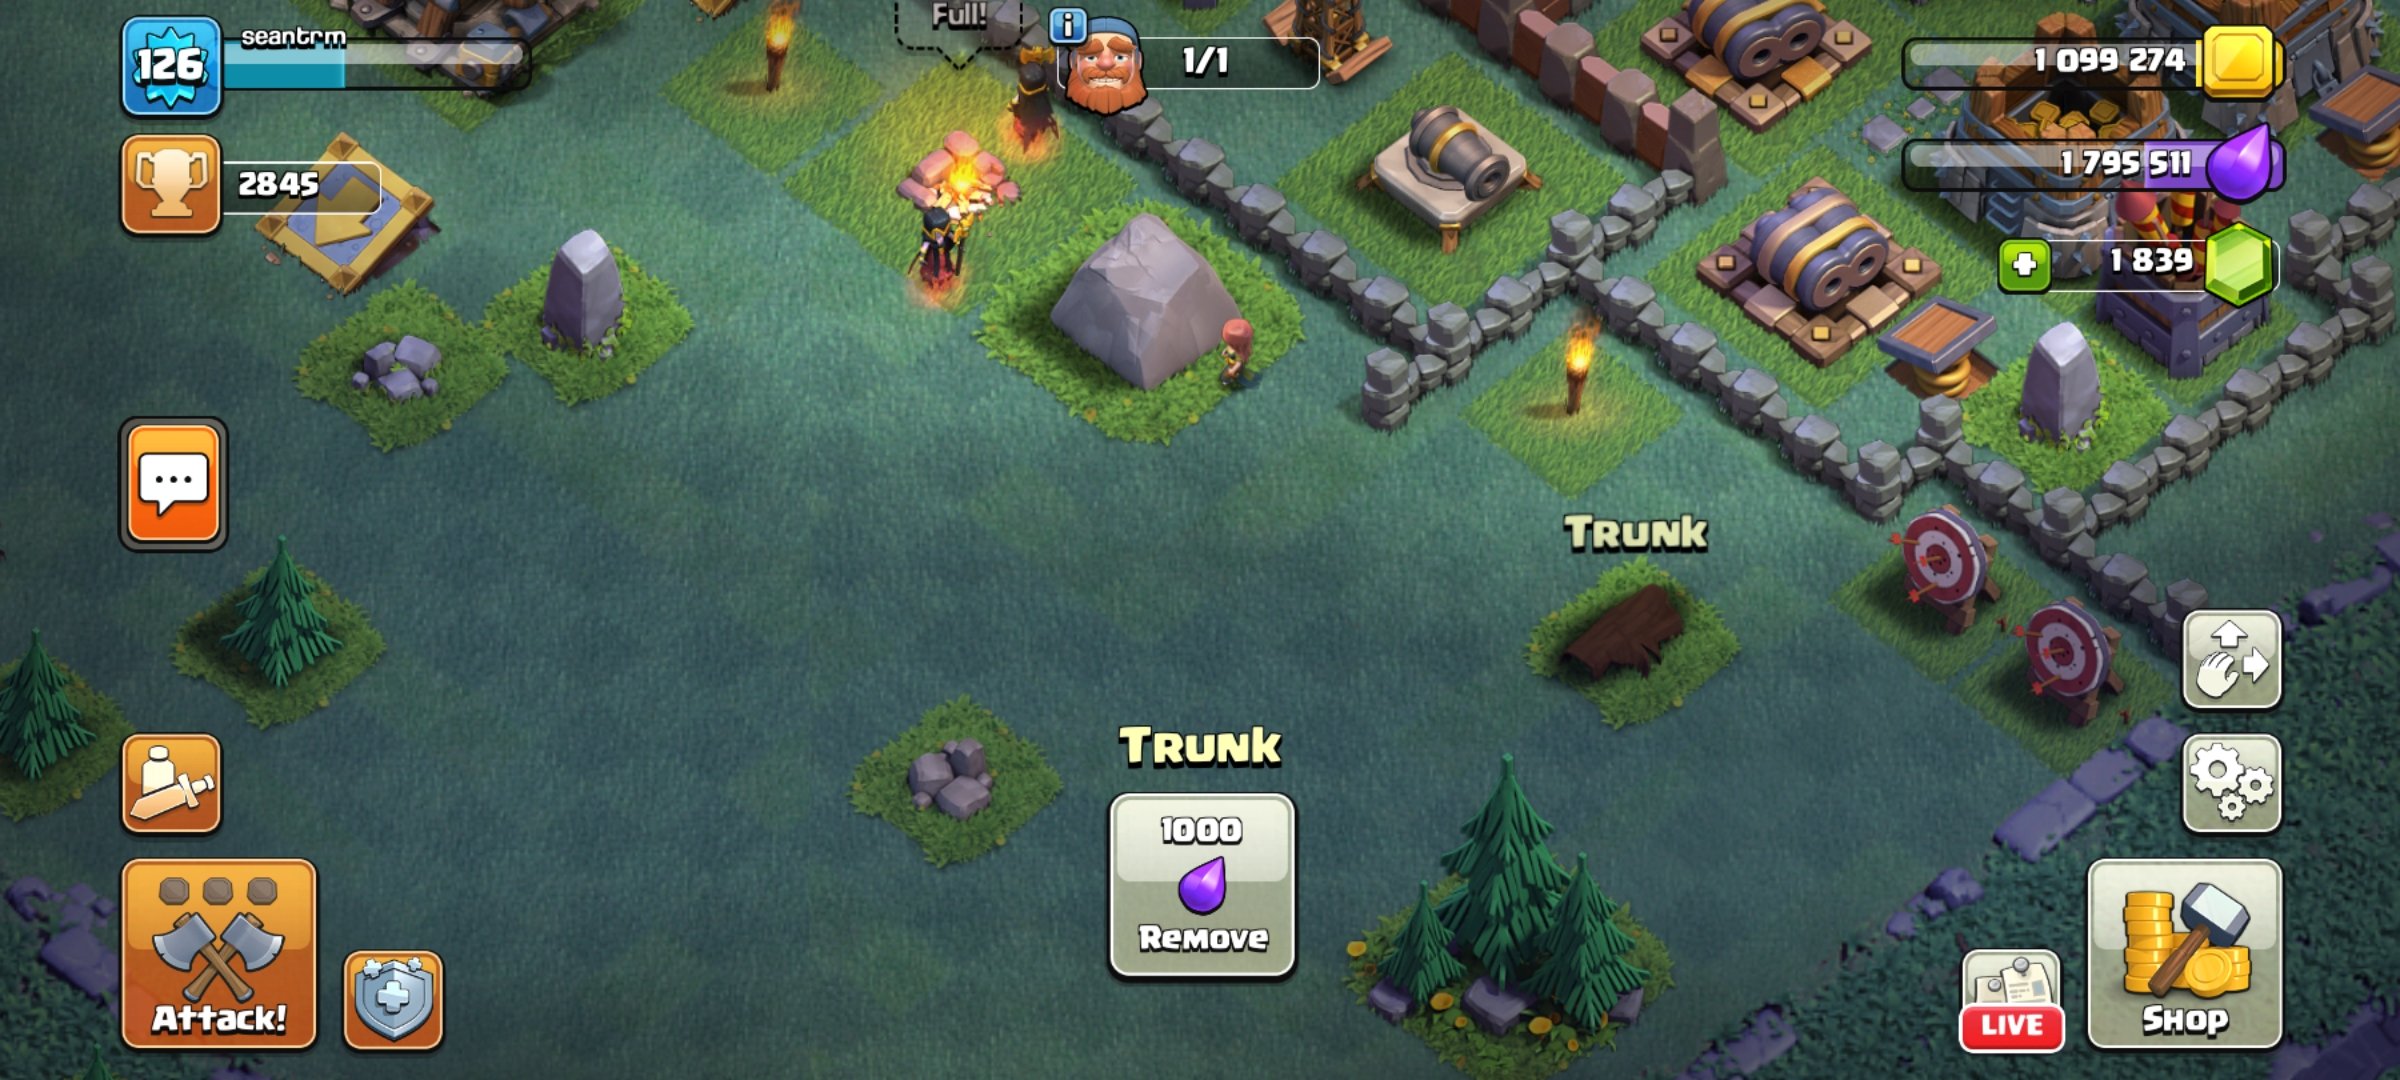 Full!
126
seantrm
i
1/1
1 099 274
2845
1 795 511
1 839
TRUNK
TRUNK
1000
Remove
Attack!
LIVE
Shop